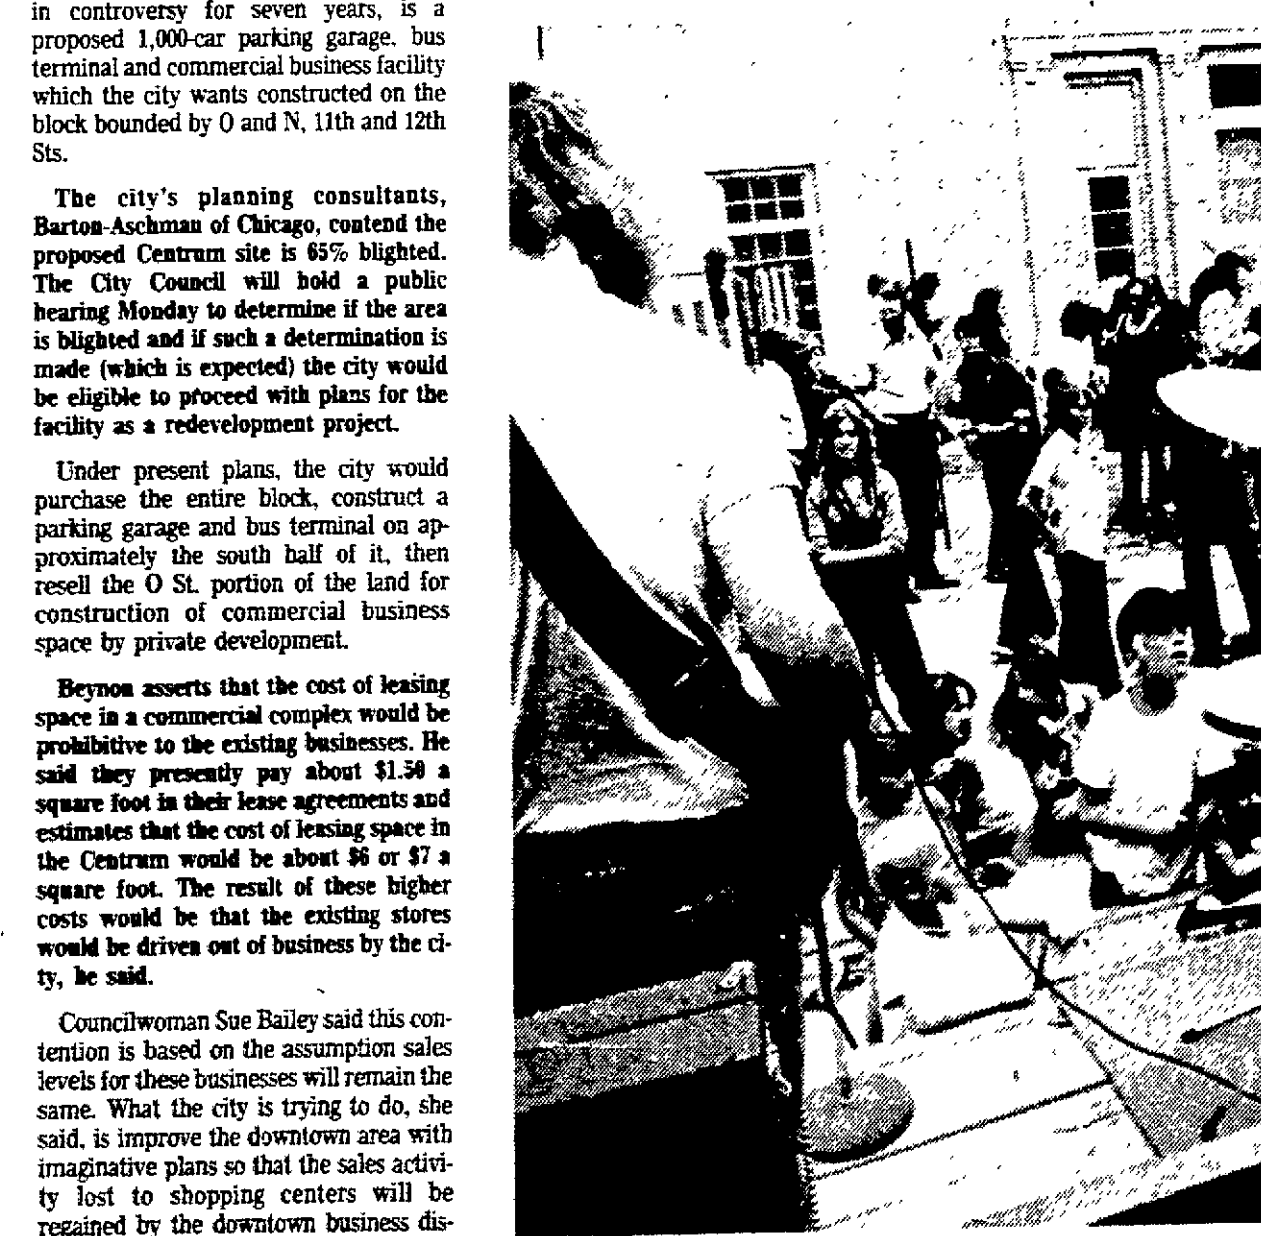 in controversy for seven years, is a
proposed 1,000-car parking garage, bus
terminal and commercial business facility
which the city wants constructed on the
block bounded by O and N, 11th and 12th
Sts.
The city's planning consultants,
Barton-Aschman of Chicago, contend the
proposed Centrum site is 65% blighted.
The City Council will hold a public
hearing Monday to determine if the area
is blighted and if such a determination is
made (which is expected) the city would
be eligible to proceed with plans for the
facility as a redevelopment project.
Under present plans, the city would
purchase the entire block, construct a
parking garage and bus terminal on ap-
proximately the south half of it, then
resell the O St. portion of the land for
construction of commercial business
space by private development.
Beynon asserts that the cost of leasing
space in a commercial complex would be
prohibitive to the existing businesses. He
said they presently pay about $1.50 a
square foot in their lease agreements and
estimates that the cost of leasing space in
the Centrum would be about $6 or $7 a
square foot. The result of these higher
costs would be that the existing stores
would be driven out of business by the ci-
ty, he said.
Councilwoman Sue Bailey said this con-
tention is based on the assumption sales
levels for these businesses will remain the
same. What the city is trying to do, she
said, is improve the downtown area with
imaginative plans so that the sales activi-
ty lost to shopping centers will be
regained by the downtown business dis-